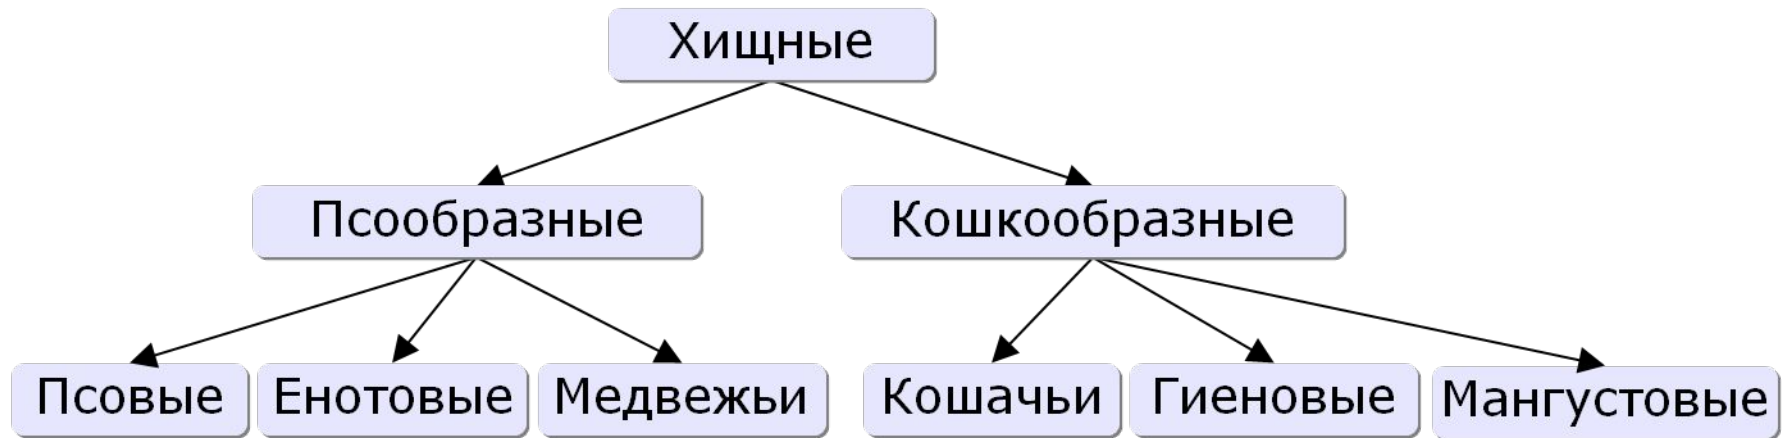 Хищные
Псообразные
Кошкообразные
Псовые
Енотовые
Медвежьи
Кошачьи
Гиеновые
Мангустовые